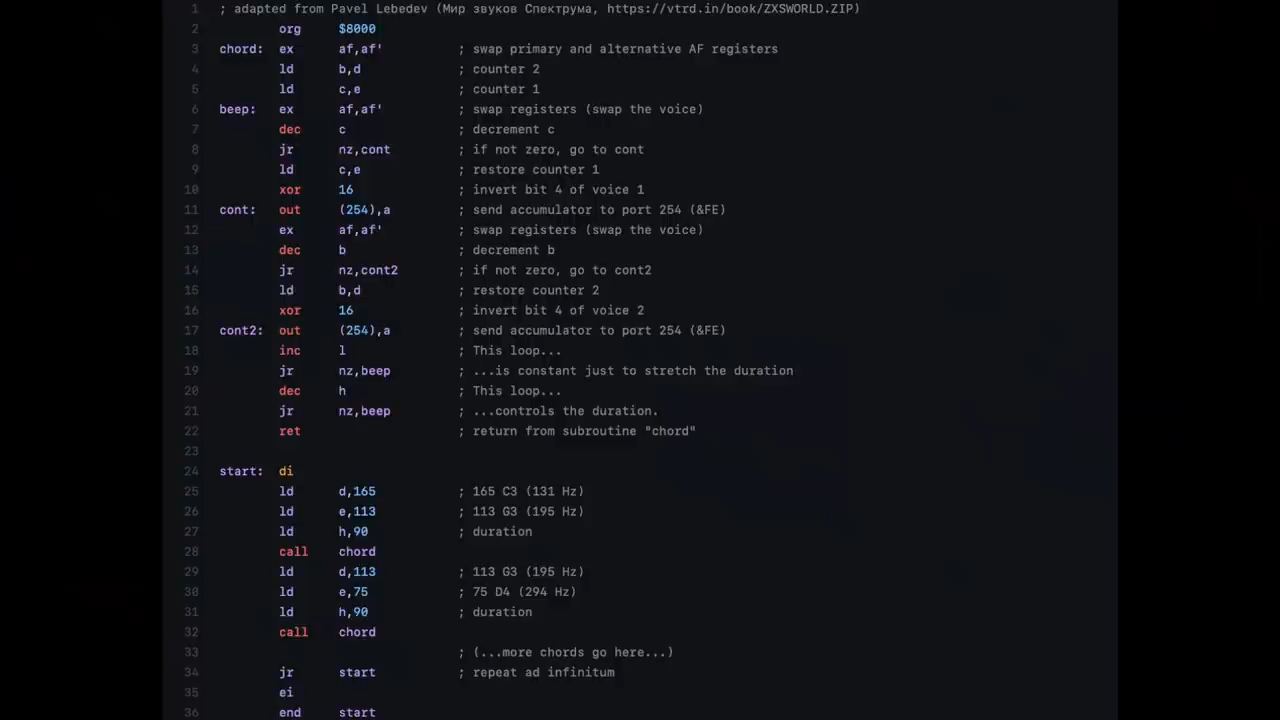 1 ; adapted from Pavel Lebedev (Мир звуков Спектрума, https://vtrd.in/book/ZXSWORLD.ZIP)
2 org $8000
3 chord: ex af,af' ; swap primary and alternative AF registers
4 ld b,d ; counter 2
5 ld c,e ; counter 1
6 beep: ex af,af' ; swap registers (swap the voice)
7 dec c ; decrement c
8 jr nz,cont ; if not zero, go to cont
9 ld c,e ; restore counter 1
10 xor 16 ; invert bit 4 of voice 1
11 cont: out (254),a ; send accumulator to port 254 (&FE)
12 ex af,af' ; swap registers (swap the voice)
13 dec b ; decrement b
14 jr nz,cont2 ; if not zero, go to cont2
15 ld b,d ; restore counter 2
16 xor 16 ; invert bit 4 of voice 2
17 cont2: out (254),a ; send accumulator to port 254 (&FE)
18 inc l ; This loop...
19 jr nz,beep ; ...is constant just to stretch the duration
20 dec h ; This loop...
21 jr nz,beep ; ...controls the duration.
22 ret ; return from subroutine "chord"
23
24 start: di
25 ld d,165 ; 165 C3 (131 Hz)
26 ld e,113 ; 113 G3 (195 Hz)
27 ld h,90 ; duration
28 call chord
29 ld d,113 ; 113 G3 (195 Hz)
30 ld e,75 ; 75 D4 (294 Hz)
31 ld h,90 ; duration
32 call chord
33 ; (...more chords go here...)
34 jr start ; repeat ad infinitum
35 ei
36 end start